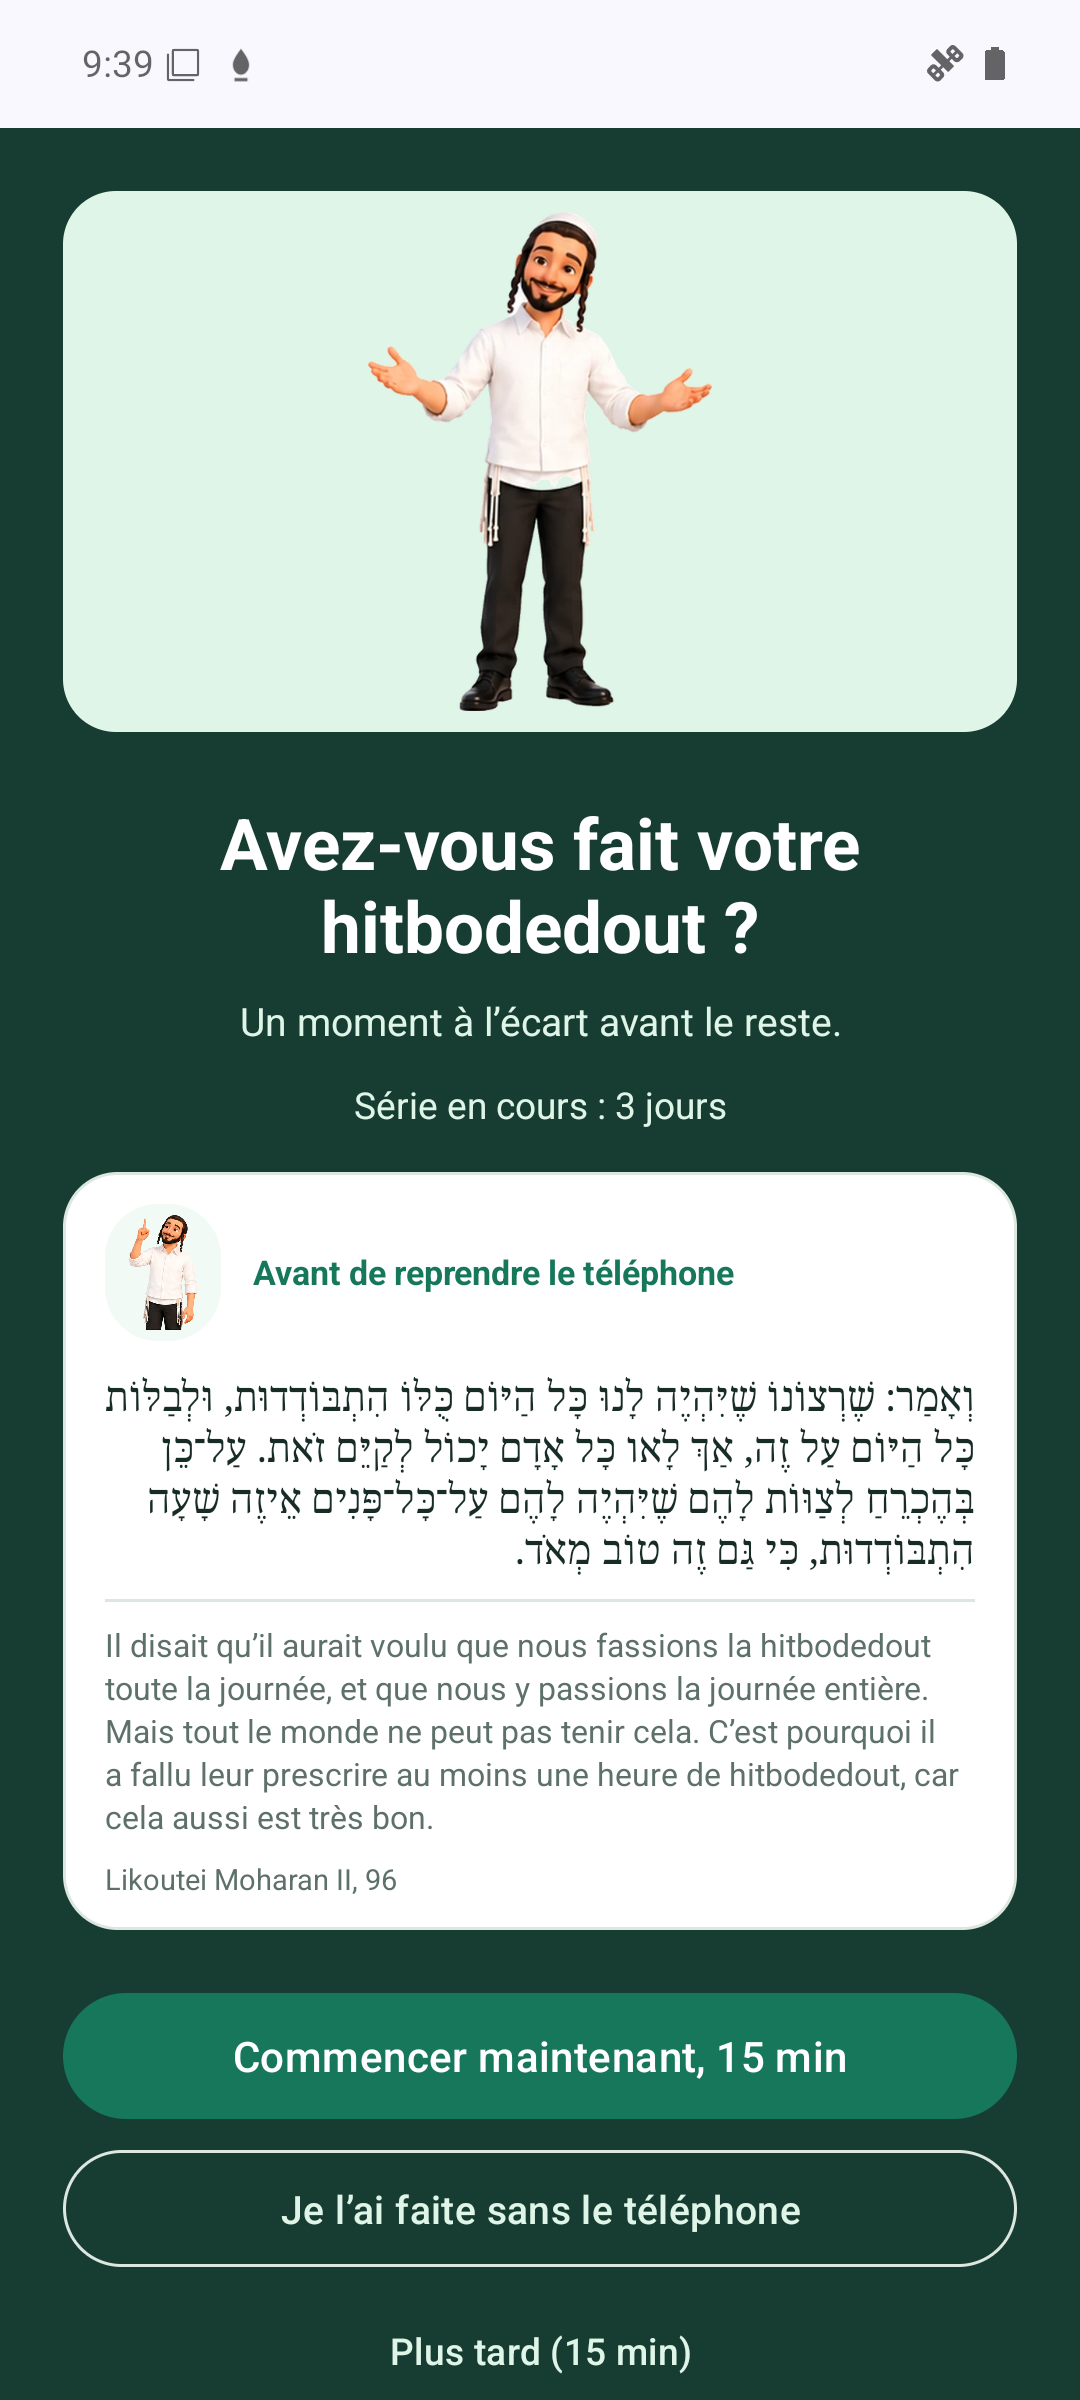 9:39
Avez-vous fait votre
hitbodedout ?
Un moment à l’écart avant le reste.
Série en cours : 3 jours
Avant de reprendre le téléphone
וְאָמַר: שֶׁרְצוֹנוֹ שֶׁיִּהְיֶה לָנוּ כָּל הַיּוֹם כֻּלּוֹ הִתְבּוֹדְדוּת, וּלְבַלּוֹת
כָּל הַיּוֹם עַל זֶה, אַךְ לָאו כָּל אָדָם יָכוֹל לְקַיֵּם זֹאת. עַל־כֵּן
בְּהֶכְרֵחַ לְצַוּוֹת לָהֶם שֶׁיִּהְיֶה לָהֶם עַל־כָּל־פָּנִים אֵיזֶה שָׁעָה
הִתְבּוֹדְדוּת, כִּי גַּם זֶה טוֹב מְאֹד.
Il disait qu’il aurait voulu que nous fassions la hitbodedout
toute la journée, et que nous y passions la journée entière.
Mais tout le monde ne peut pas tenir cela. C’est pourquoi il
a fallu leur prescrire au moins une heure de hitbodedout, car
cela aussi est très bon.
Likoutei Moharan II, 96
Commencer maintenant, 15 min
Je l’ai faite sans le téléphone
Plus tard (15 min)